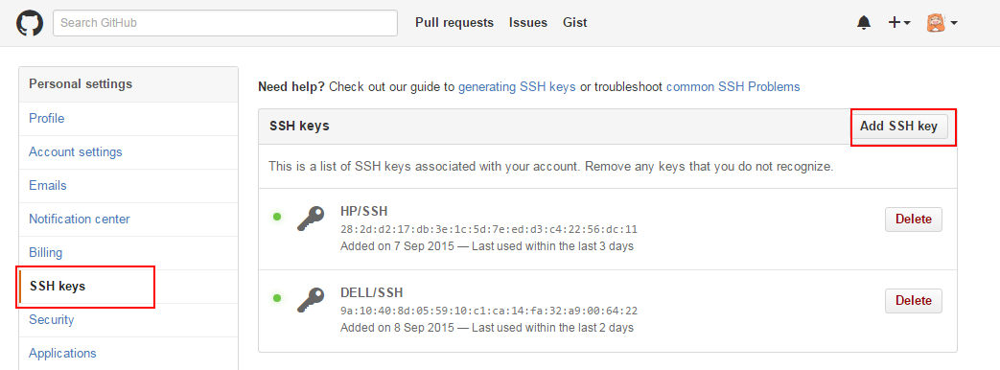 Search GitHub
Pull requests Issues Gist
Personal settings
Profile
Account settings
Emails
Notification center
Billing
SSH keys
Security
Applications
Need help? Check out our guide to generating SSH keys or troubleshoot common SSH Problems
SSH keys
Add SSH key
This is a list of SSH keys associated with your account. Remove any keys that you do not recognize.
HP/SSH
28:2d:d2:17:db:3e:1c:5d:7e:ed:d3:c4:22:56:dc:11
Added on 7 Sep 2015 — Last used within the last 3 days
Delete
DELL/SSH
9a:10:40:8d:05:59:10:c1:ca:14:fa:32:a9:00:64:22
Added on 8 Sep 2015 — Last used within the last 2 days
Delete